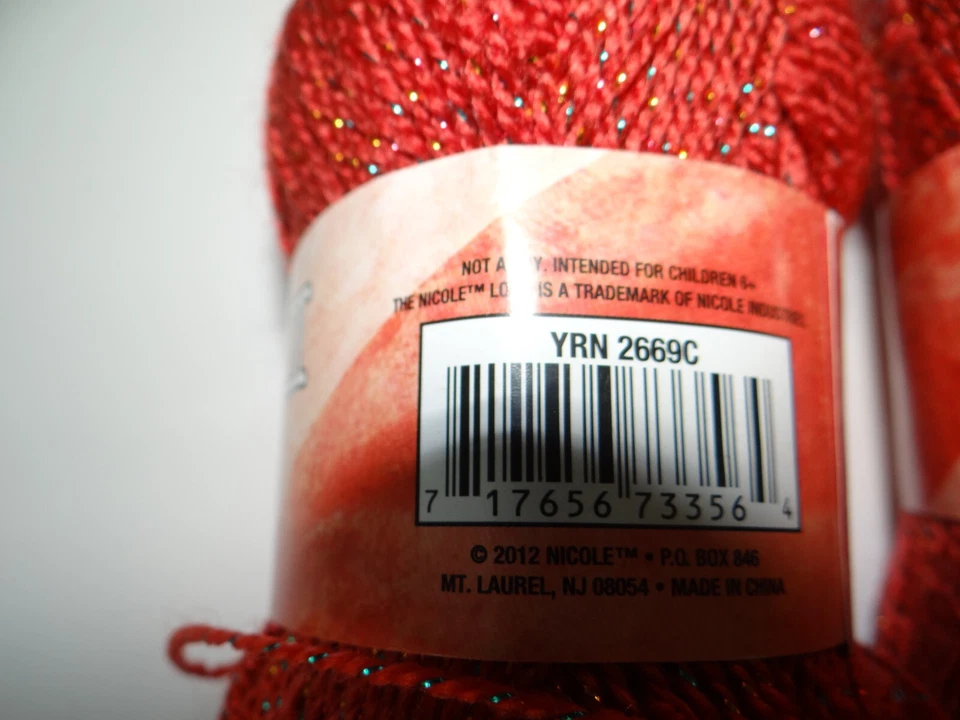 NOT A INTENDED FOR CHILDREN 6+
THE NICOLE™ IS A TRADEMARK OF NICOLE INDUSTRIES
YRN 2669C
7 17656 73356 4
© 2012 NICOLE™ • P.O. BOX 846
MT. LAUREL, NJ 08054 • MADE IN CHINA